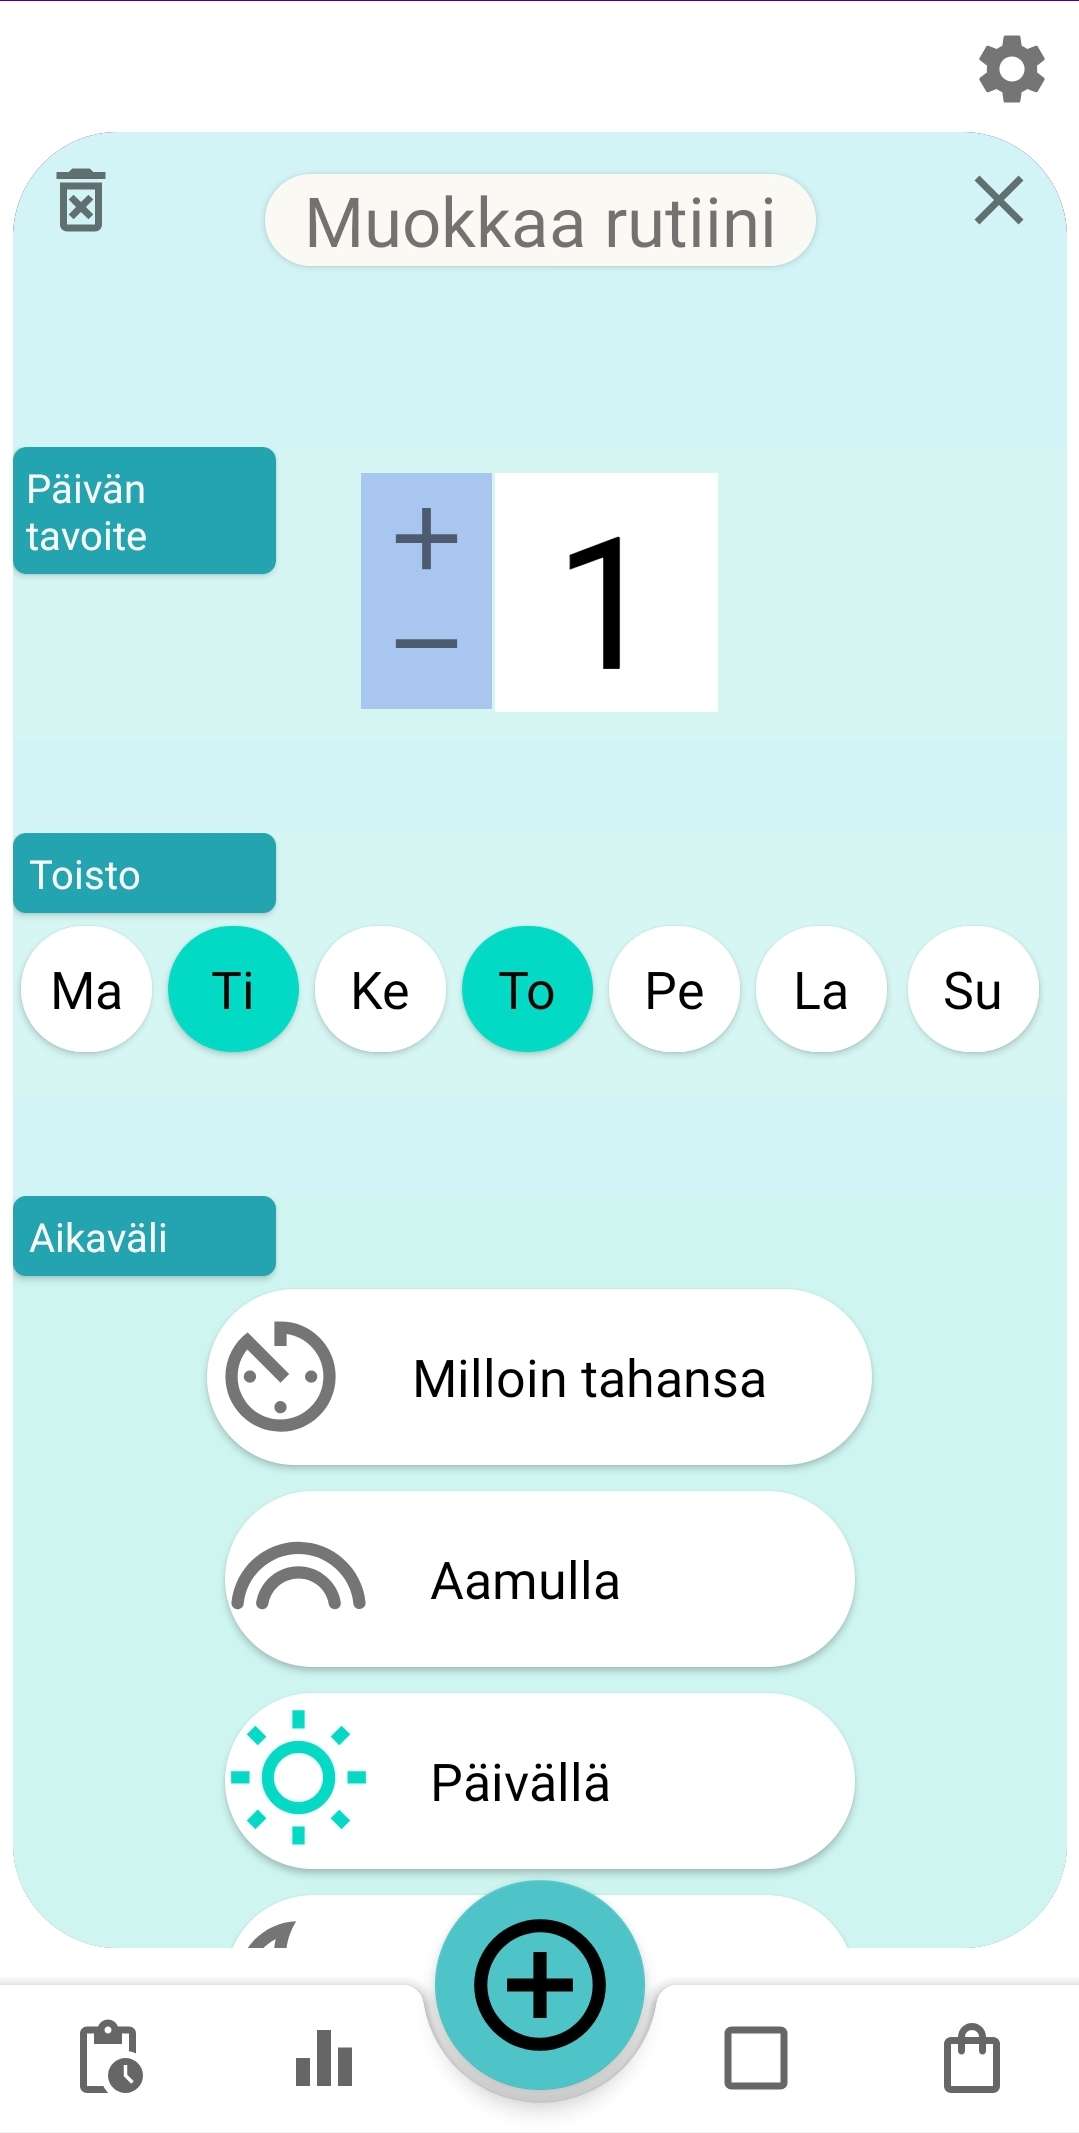 Muokkaa rutiini
Päivän
tavoite
1
Toisto
Ma Ti Ke To Pe La Su
Aikaväli
Milloin tahansa
Aamulla
Päivällä